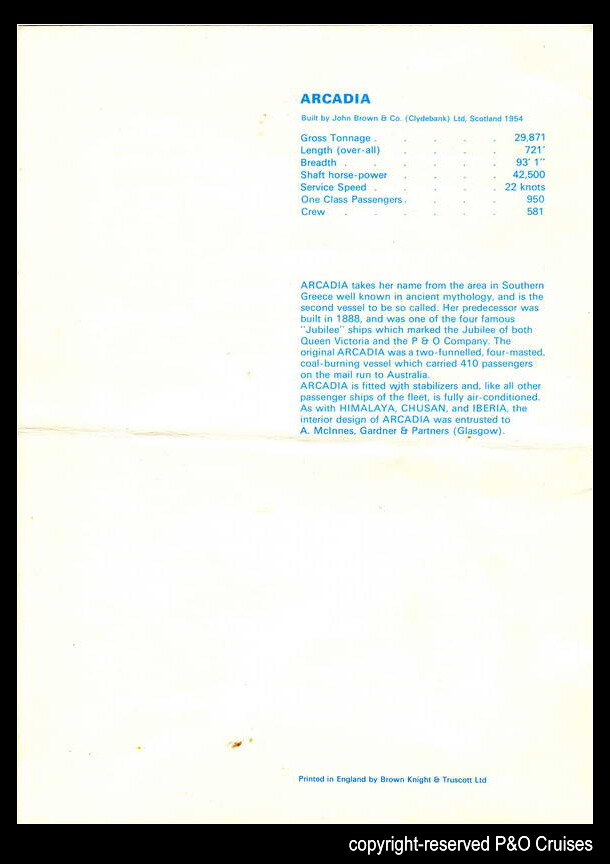 ARCADIA
Built by John Brown & Co. (Clydebank) Ltd, Scotland 1954
Gross Tonnage . . . . . 29,871
Length (over-all) . . . . 721'
Breadth . . . . . . 93' 1"
Shaft horse-power . . . . 42,500
Service Speed . . . . . 22 knots
One Class Passengers . . . . 950
Crew . . . . . . 581
ARCADIA takes her name from the area in Southern
Greece well known in ancient mythology, and is the
second vessel to be so called. Her predecessor was
built in 1888, and was one of the four famous
"Jubilee" ships which marked the Jubilee of both
Queen Victoria and the P & O Company. The
original ARCADIA was a two-funnelled, four-masted,
coal-burning vessel which carried 410 passengers
on the mail run to Australia.
ARCADIA is fitted with stabilizers and, like all other
passenger ships of the fleet, is fully air-conditioned.
As with HIMALAYA, CHUSAN, and IBERIA, the
interior design of ARCADIA was entrusted to
A. McInnes, Gardner & Partners (Glasgow).
Printed in England by Brown Knight & Truscott Ltd
copyright-reserved P&O Cruises